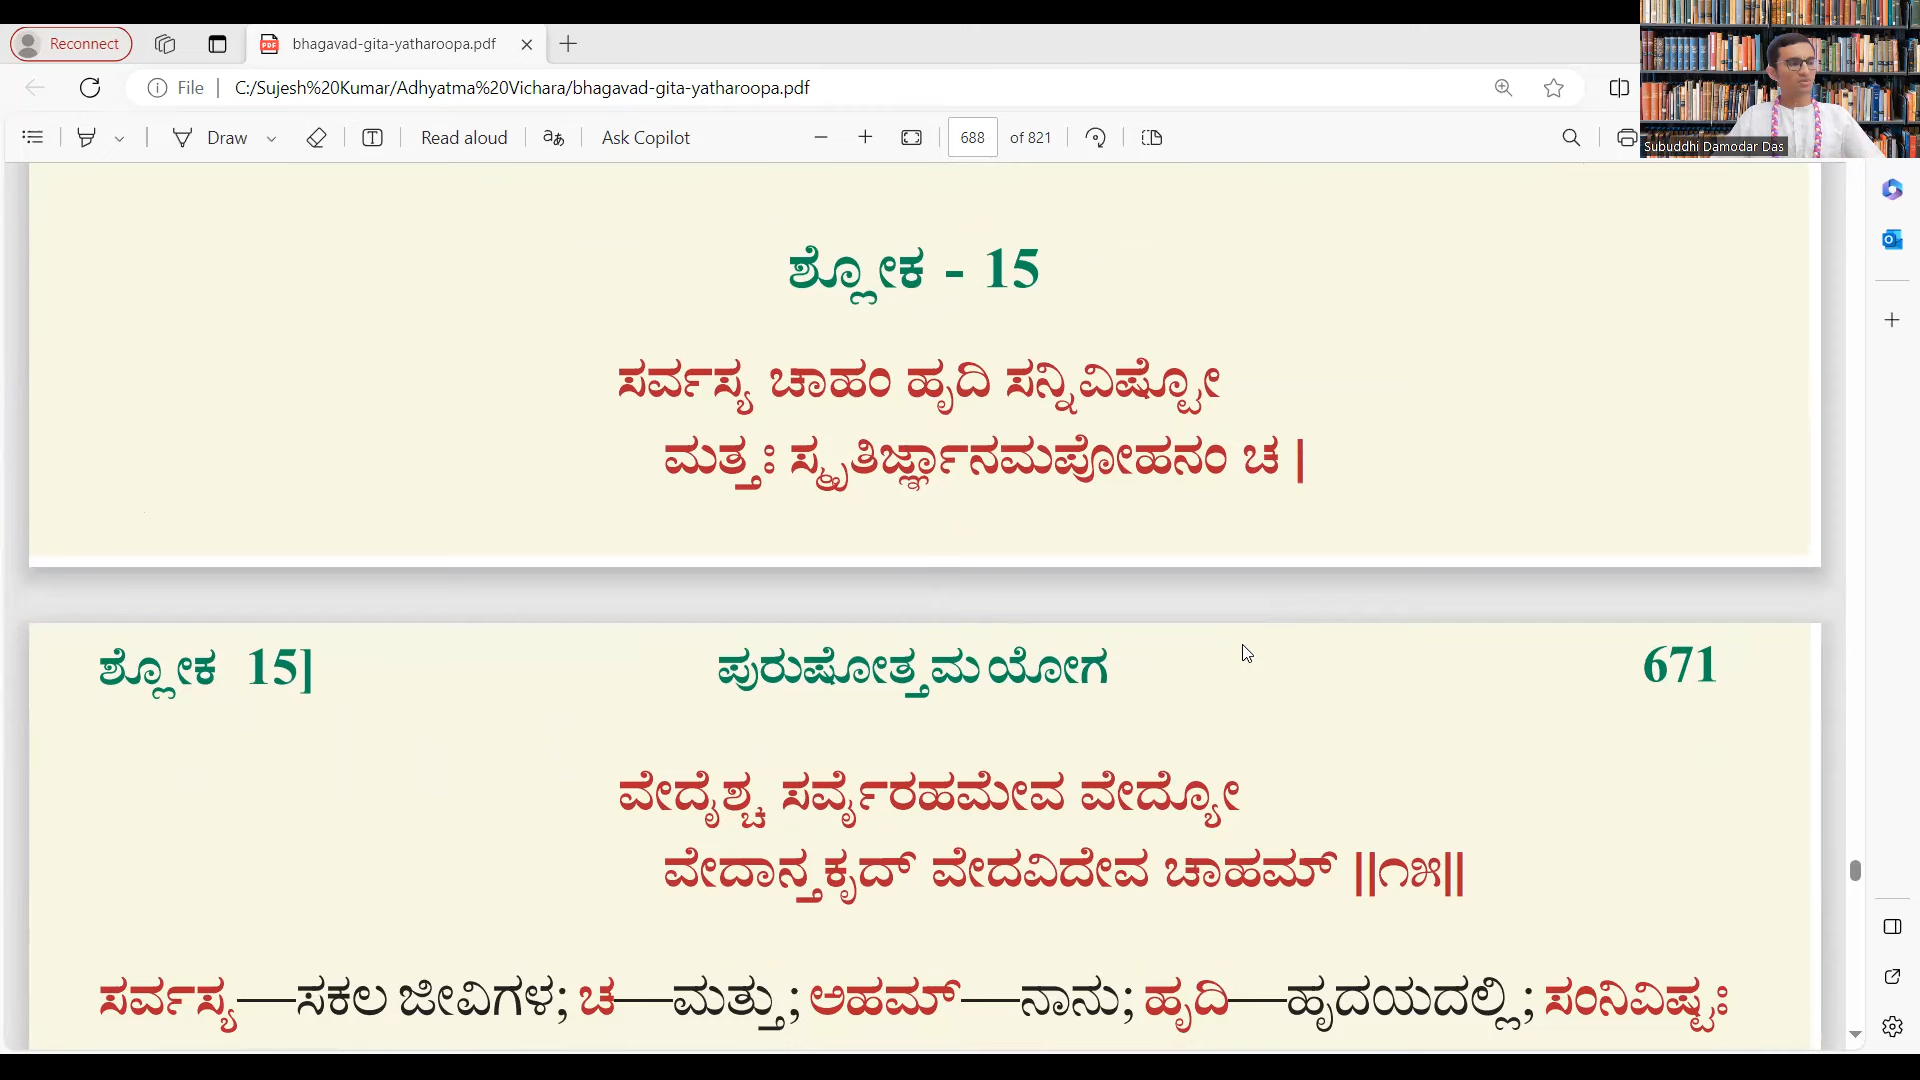 Reconnect
bhagavad-gita-yatharoopa.pdf
File
C:/Sujesh%20Kumar/Adhyatma%20Vichara/bhagavad-gita-yatharoopa.pdf
Draw
Read aloud
Ask Copilot
688 of 821
Subuddhi Damodar Das
ಶ್ಲೋಕ - 15
ಸರ್ವಸ್ಯ ಚಾಹಂ ಹೃದಿ ಸನ್ನಿವಿಷ್ಟೋ
ಮತ್ತಃ ಸ್ಮೃತಿರ್ಜ್ಞಾನಮಪೋಹನಂ ಚ |
ಶ್ಲೋಕ 15] ಪುರುಷೋತ್ತಮಯೋಗ 671
ವೇದೈಶ್ಚ ಸರ್ವೈರಹಮೇವ ವೇದ್ಯೋ
ವೇದಾನ್ತಕೃದ್ ವೇದವಿದೇವ ಚಾಹಮ್ ||೧೫||
ಸರ್ವಸ್ಯ—ಸಕಲ ಜೀವಿಗಳ; ಚ—ಮತ್ತು; ಅಹಮ್—ನಾನು; ಹೃದಿ—ಹೃದಯದಲ್ಲಿ; ಸಂನಿವಿಷ್ಟಃ